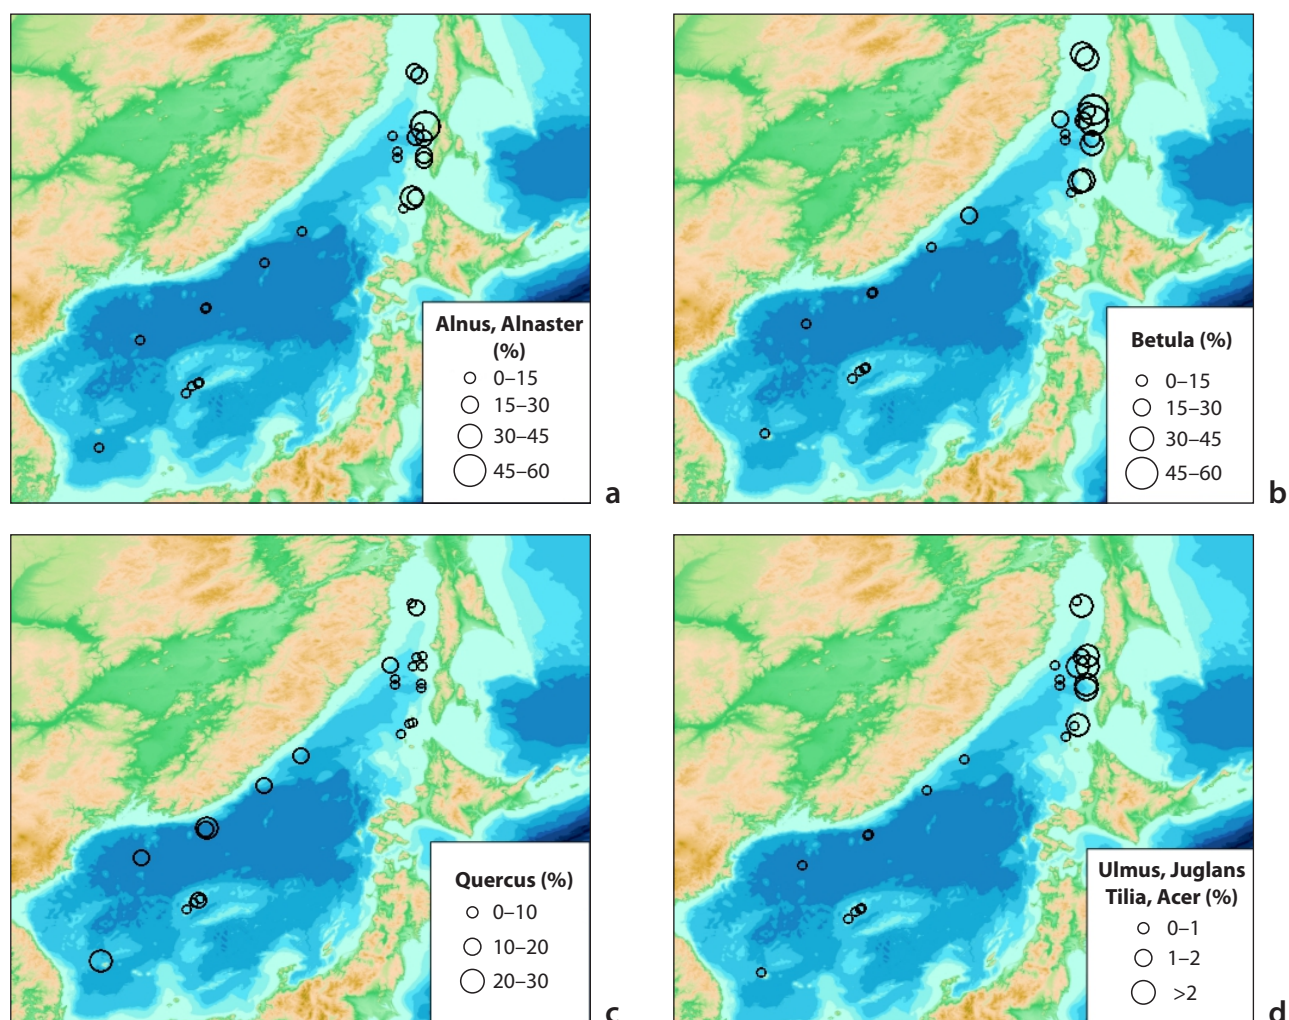 Alnus, Alnaster
(%)
0–15
15–30
30–45
45–60
a
Betula (%)
0–15
15–30
30–45
45–60
b
Quercus (%)
0–10
10–20
20–30
c
Ulmus, Juglans
Tilia, Acer (%)
0–1
1–2
>2
d